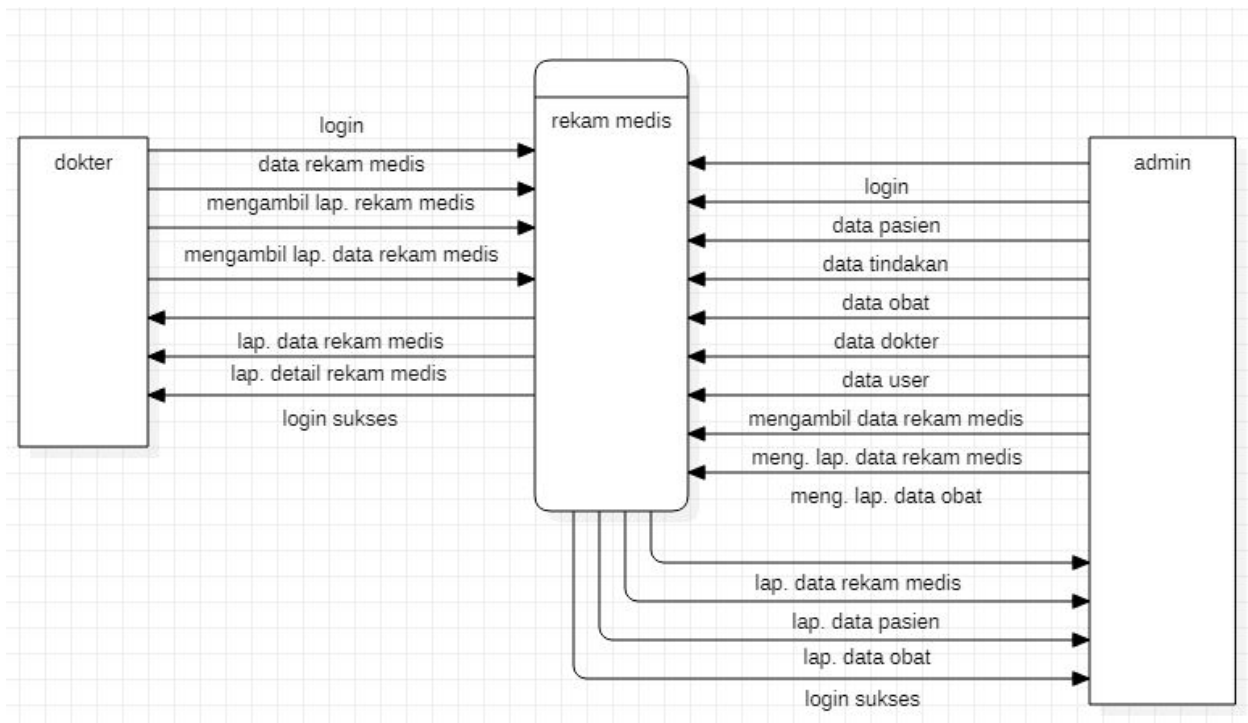 rekam medis
dokter
login
data rekam medis
mengambil lap. rekam medis
mengambil lap. data rekam medis
lap. data rekam medis
lap. detail rekam medis
login sukses
admin
login
data pasien
data tindakan
data obat
data dokter
data user
mengambil data rekam medis
meng. lap. data rekam medis
meng. lap. data obat
lap. data rekam medis
lap. data pasien
lap. data obat
login sukses